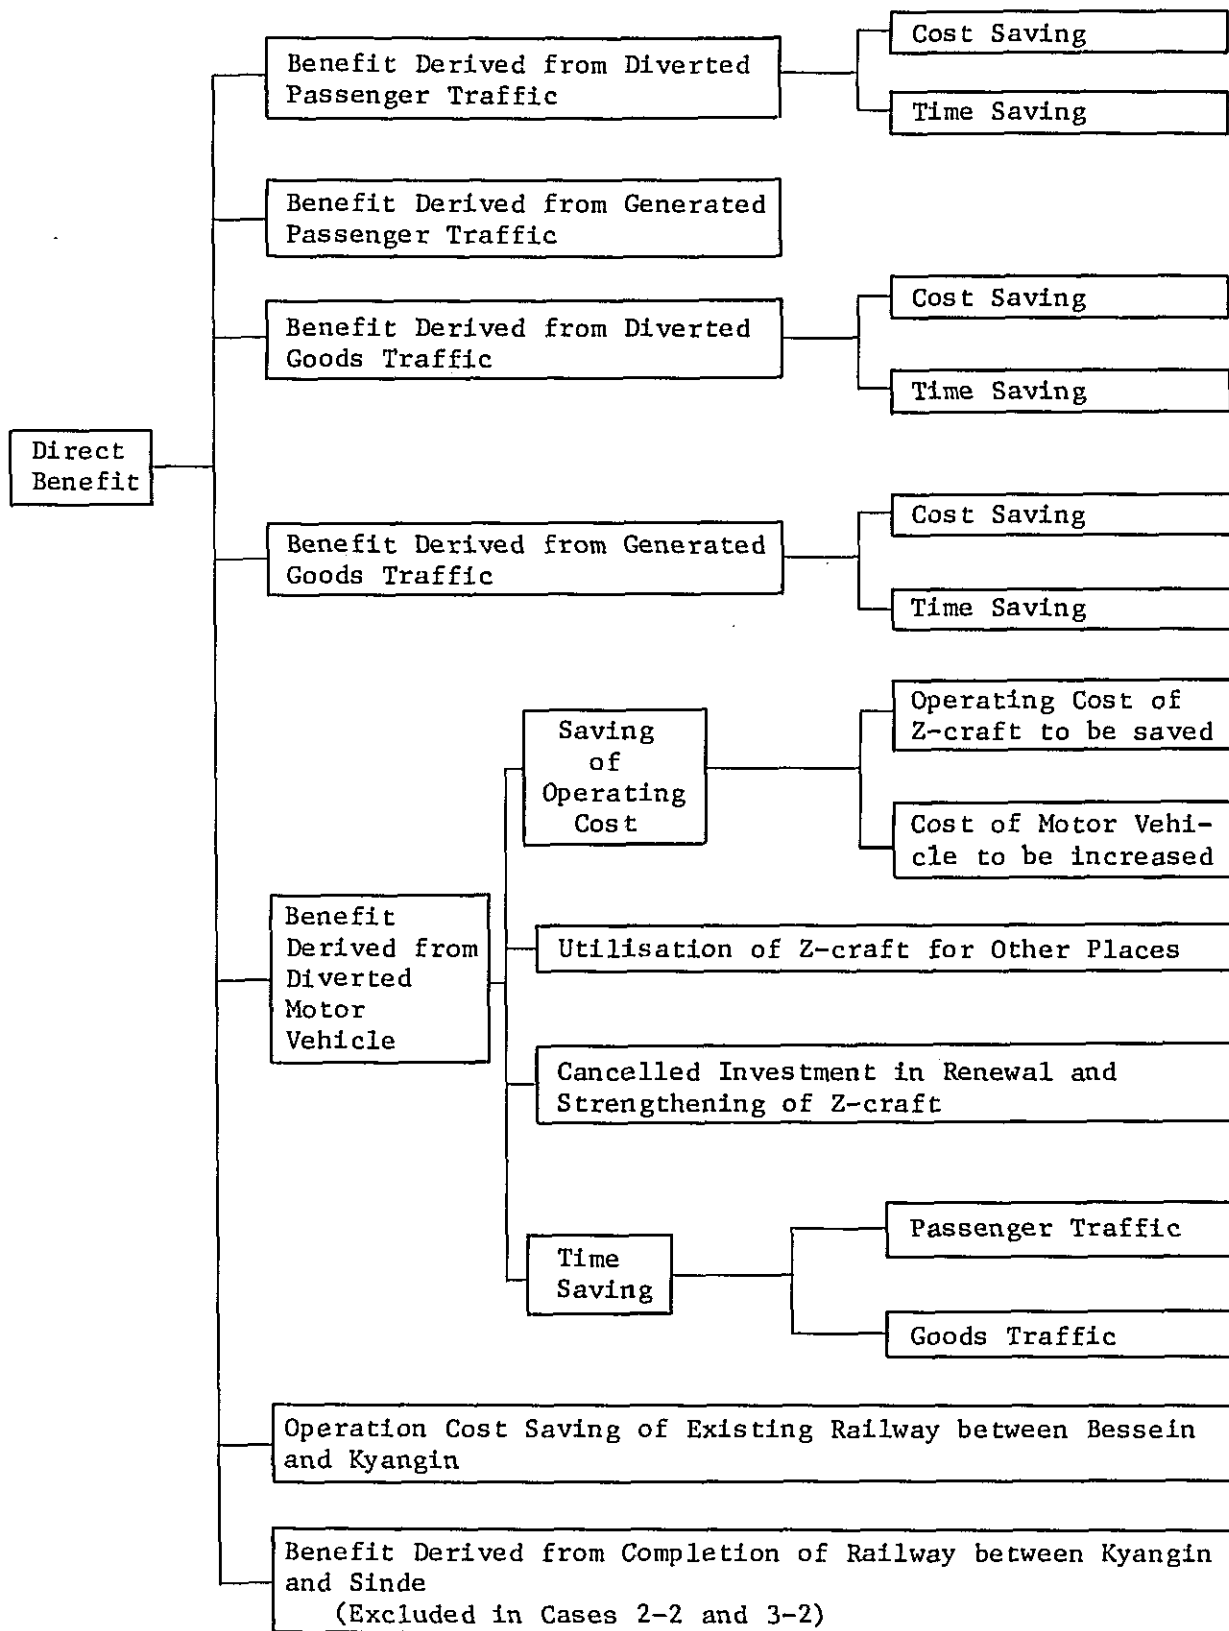 Direct
Benefit
Benefit Derived from Diverted
Passenger Traffic
Cost Saving
Time Saving
Benefit Derived from Generated
Passenger Traffic
Benefit Derived from Diverted
Goods Traffic
Cost Saving
Time Saving
Benefit Derived from Generated
Goods Traffic
Cost Saving
Time Saving
Benefit
Derived from
Diverted
Motor
Vehicle
Saving
of
Operating
Cost
Operating Cost of
Z-craft to be saved
Cost of Motor Vehi-
cle to be increased
Utilisation of Z-craft for Other Places
Cancelled Investment in Renewal and
Strengthening of Z-craft
Time
Saving
Passenger Traffic
Goods Traffic
Operation Cost Saving of Existing Railway between Bessein
and Kyangin
Benefit Derived from Completion of Railway between Kyangin
and Sinde
(Excluded in Cases 2-2 and 3-2)